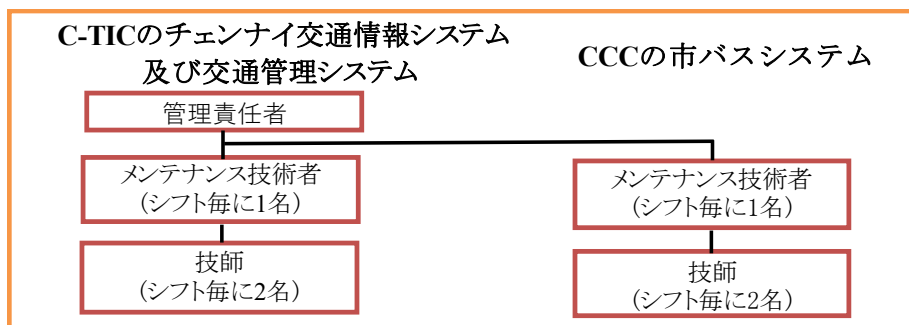 C-TICのチェンナイ交通情報システム
及び交通管理システム
CCCの市バスシステム
管理責任者
メンテナンス技術者
(シフト毎に1名)
技師
(シフト毎に2名)
メンテナンス技術者
(シフト毎に1名)
技師
(シフト毎に2名)